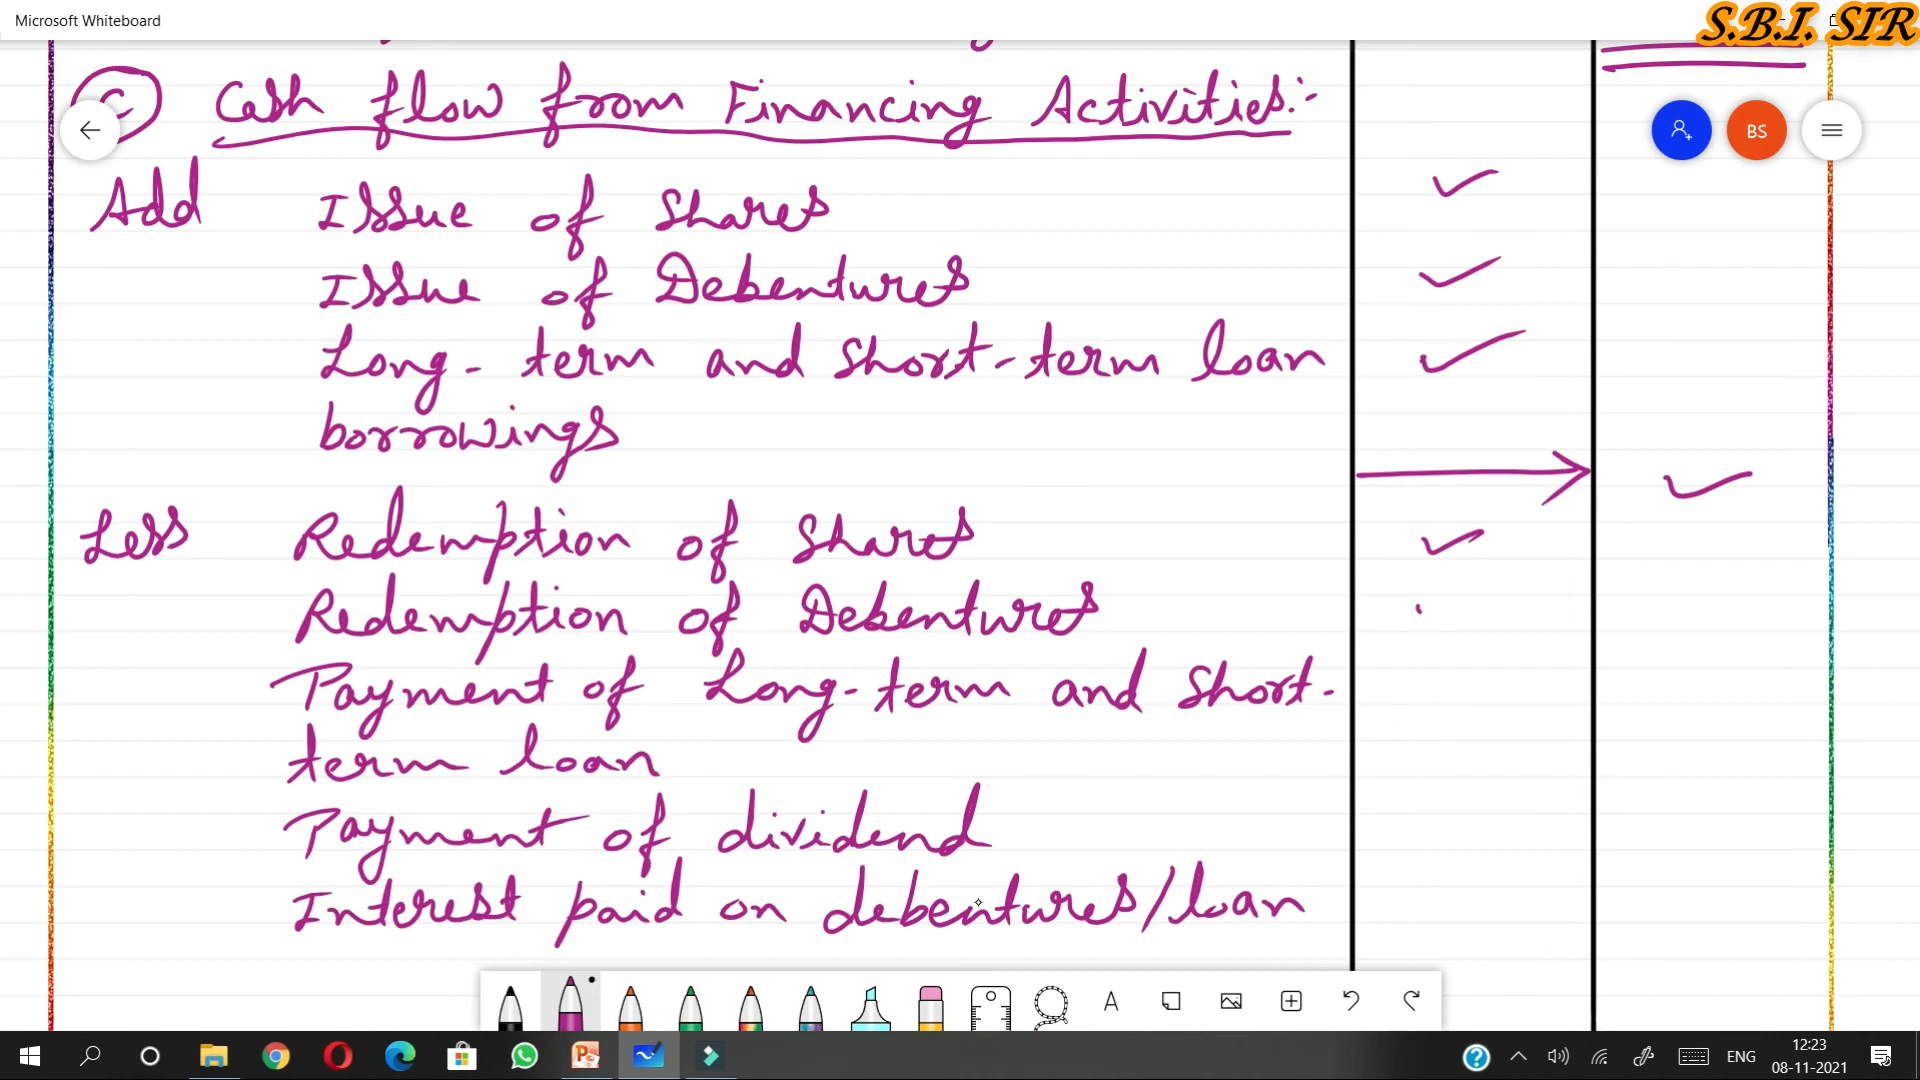 Microsoft Whiteboard
S.B.I. SIR
C Cash flow from Financing Activities:-
BS
Add Issue of Shares
Issue of Debentures
Long-term and Short-term loan
borrowings
Less Redemption of Shares
Redemption of Debentures
Payment of Long-term and Short-
term loan
Payment of dividend
Interest paid on debentures/loan
A
ENG
12:23
08-11-2021